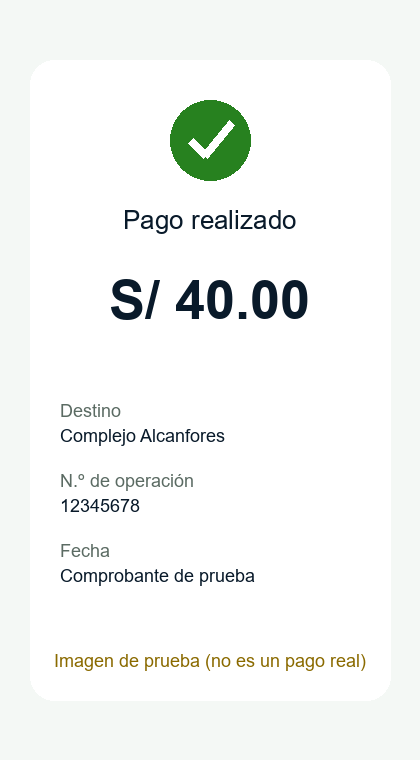 Pago realizado
S/ 40.00
Destino
Complejo Alcanfores
N.º de operación
12345678
Fecha
Comprobante de prueba
Imagen de prueba (no es un pago real)